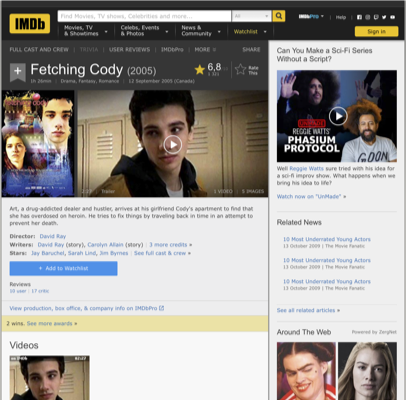 IMDb
Find Movies, TV shows, Celebrities and more...
All
IMDbPro
Help
Movies, TV
& Showtimes
Celebs, Events
& Photos
News &
Community
Watchlist
Sign in
FULL CAST AND CREW | TRIVIA | USER REVIEWS | IMDbPro | MORE
SHARE
+ Fetching Cody (2005)
6,8
Rate
This
1h 36min | Drama, Fantasy, Romance | 12 September 2005 (Canada)
Trailer
1 VIDEO
5 IMAGES
Art, a drug-addicted dealer and hustler, arrives at his girlfriend Cody's apartment to find that
she has overdosed on heroin. He tries to fix things by traveling back in time in an attempt to
prevent her death.
Director: David Ray
Writers: David Ray (story), Carolyn Allain (story) | 3 more credits »
Stars: Jay Baruchel, Sarah Lind, Jim Byrnes | See full cast & crew »
+ Add to Watchlist
Reviews
10 user | 17 critic
View production, box office, & company info on IMDbPro
2 wins. See more awards »
Videos
Can You Make a Sci-Fi Series
Without a Script?
REGGIE WATTS'
PHASIUM
PROTOCOL
Well Reggie Watts sure tried with his idea for
a sci-fi improv show. What happens when we
bring his idea to life?
Watch now on "UnMade" »
Related News
10 Most Underrated Young Actors
13 October 2009 | The Movie Fanatic
10 Most Underrated Young Actors
13 October 2009 | The Movie Fanatic
10 Most Underrated Young Actors
13 October 2009 | The Movie Fanatic
See all related articles »
Around The Web
Powered by ZergNet